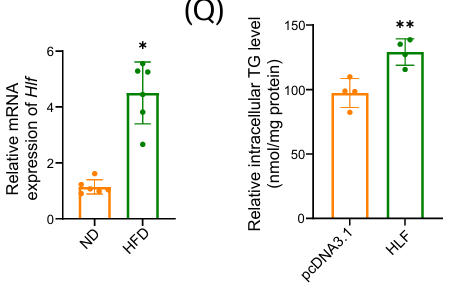 (Q)
Relative mRNA
expression of Hlf
6
4
2
0
*
ND
HFD
Relative intracellular TG level
(nmol/mg protein)
150
100
50
0
**
pcDNA3.1
HLF